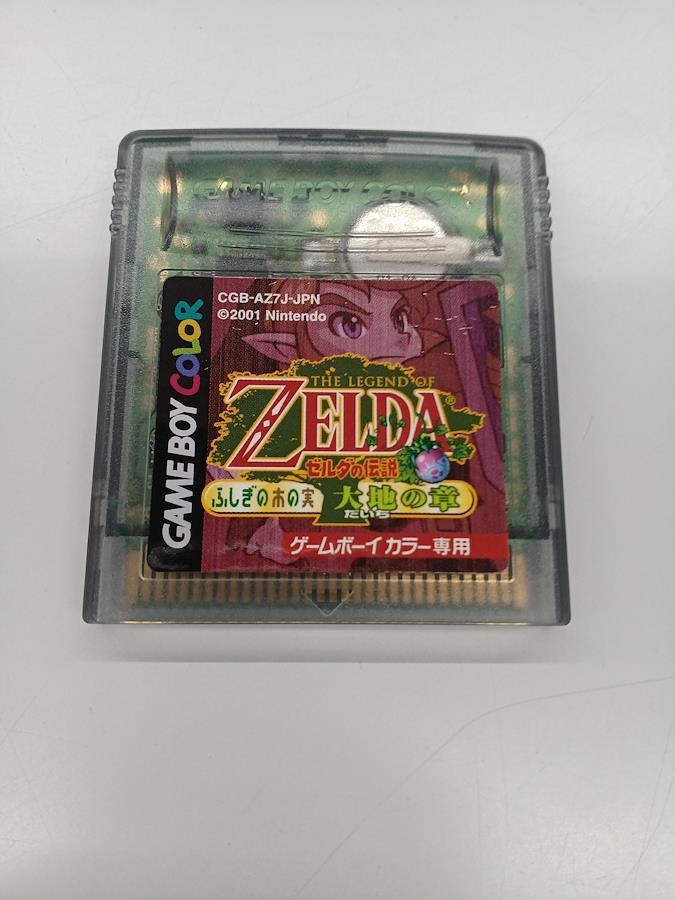 GAME BOY COLOR
GAME BOY COLOR
CGB-AZ7J-JPN
©2001 Nintendo
THE LEGEND OF
ZELDA®
ゼルダの伝説
ふしぎの木の実 大地の章
だいち
ゲームボーイカラー専用